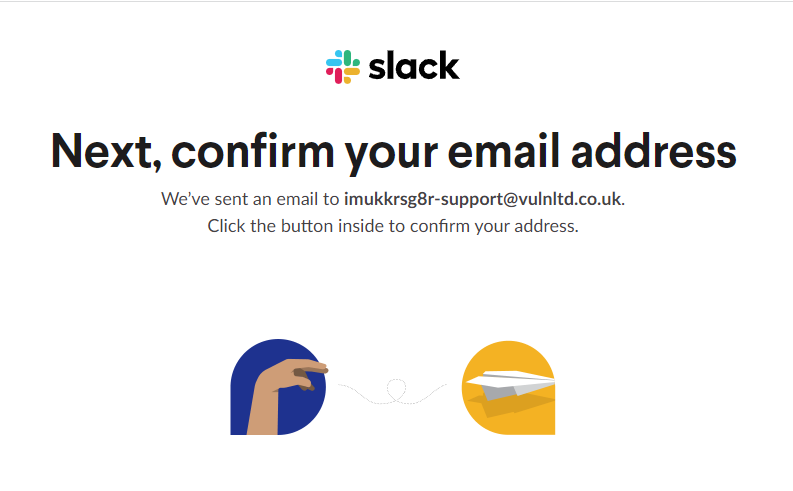 slack
Next, confirm your email address
We've sent an email to imukkrsg8r-support@vulnltd.co.uk.
Click the button inside to confirm your address.